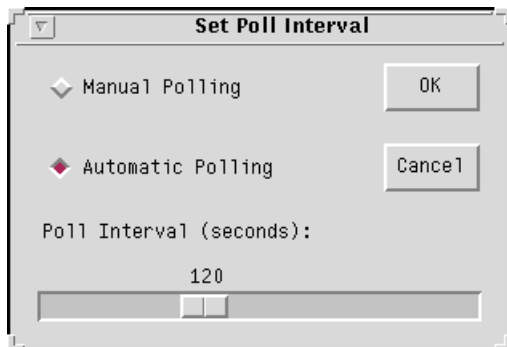 Set Poll Interval
Manual Polling
OK
Automatic Polling
Cancel
Poll Interval (seconds):
120